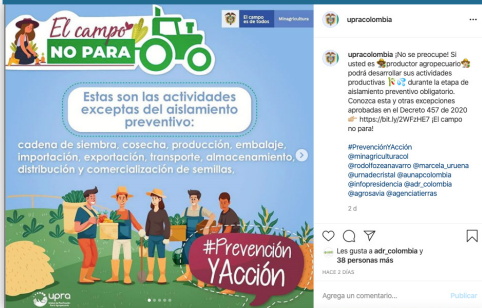 El campo
NO PARA
El campo
es de todos
Minagricultura
Estas son las actividades
exceptas del aislamiento
preventivo:
cadena de siembra, cosecha, producción, embalaje,
importación, exportación, transporte, almacenamiento,
distribución y comercialización de semillas.
#Prevención
YAcción
upra
upracolombia
upracolombia ¡No se preocupe! Si
usted es productor agropecuario
podrá desarrollar sus actividades
productivas durante la etapa de
aislamiento preventivo obligatorio.
Conozca esta y otras excepciones
aprobadas en el Decreto 457 de 2020
https://bit.ly/2WFzHE7 ¡El campo
no para!
#PrevenciónYAcción
@minagriculturacol
@rodolfozeanavarro @marcela_uruena
@urnadecristal @aunapcolombia
@infopresidencia @adr_colombia
@agrosavia @agenciatierras
2 d
Les gusta a adr_colombia y
38 personas más
HACE 2 DÍAS
Agrega un comentario...
Publicar